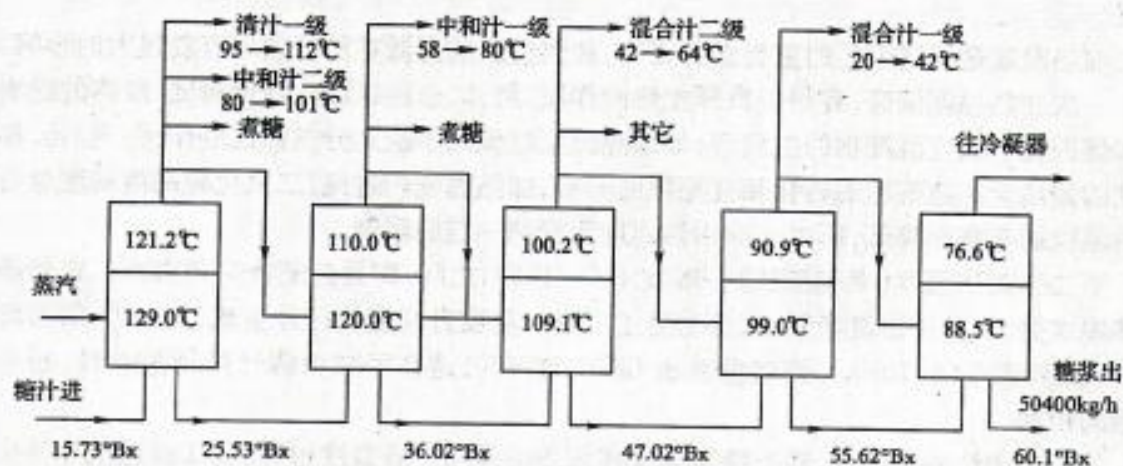 清汁一级
95→112℃
中和汁二级
80→101℃
煮糖
中和汁一级
58→80℃
煮糖
混合汁二级
42→64℃
其它
混合汁一级
20→42℃
往冷凝器
121.2℃
110.0℃
100.2℃
90.9℃
76.6℃
蒸汽
129.0℃
120.0℃
109.1℃
99.0℃
88.5℃
糖汁进
糖浆出
50400kg/h
15.73°Bx
25.53°Bx
36.02°Bx
47.02°Bx
55.62°Bx
60.1°Bx